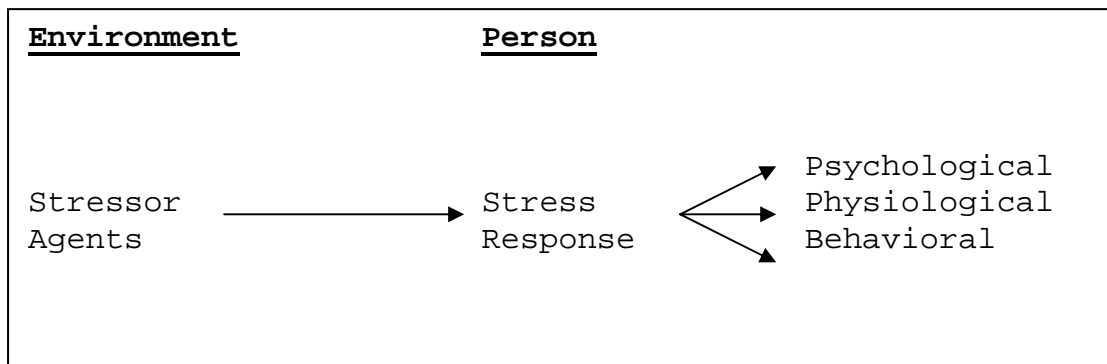 Environment Person
Psychological
Stressor Stress Physiological
Agents Response Behavioral